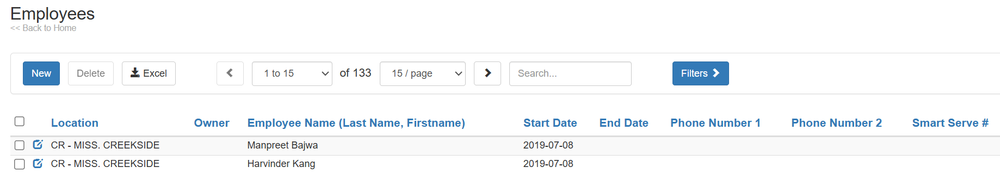 Employees
<< Back to Home
New Delete Excel 1 to 15 of 133 15 / page Search... Filters
Location Owner Employee Name (Last Name, Firstname) Start Date End Date Phone Number 1 Phone Number 2 Smart Serve #
CR - MISS. CREEKSIDE Manpreet Bajwa 2019-07-08
CR - MISS. CREEKSIDE Harvinder Kang 2019-07-08